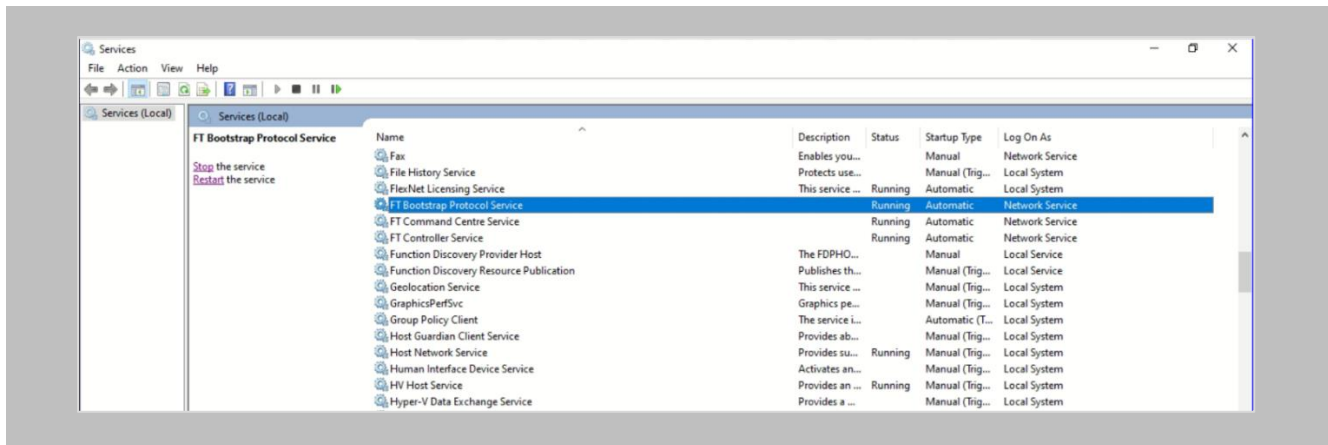 Services
File Action View Help
Services (Local)
Services (Local)
FT Bootstrap Protocol Service
Stop the service
Restart the service
Name Description Status Startup Type Log On As
Fax Enables you... Manual Network Service
File History Service Protects use... Manual (Trig... Local System
FlexNet Licensing Service This service ... Running Automatic Local System
FT Bootstrap Protocol Service Running Automatic Network Service
FT Command Centre Service Running Automatic Network Service
FT Controller Service Running Automatic Network Service
Function Discovery Provider Host The FDPHO... Manual Local Service
Function Discovery Resource Publication Publishes th... Manual (Trig... Local Service
Geolocation Service This service ... Manual (Trig... Local System
GraphicsPerfSvc Graphics pe... Manual (Trig... Local System
Group Policy Client The service i... Automatic (T... Local System
Host Guardian Client Service Provides ab... Manual (Trig... Local System
Host Network Service Provides su... Running Manual (Trig... Local System
Human Interface Device Service Activates an... Manual (Trig... Local System
HV Host Service Provides an ... Running Manual (Trig... Local System
Hyper-V Data Exchange Service Provides a ... Manual (Trig... Local System